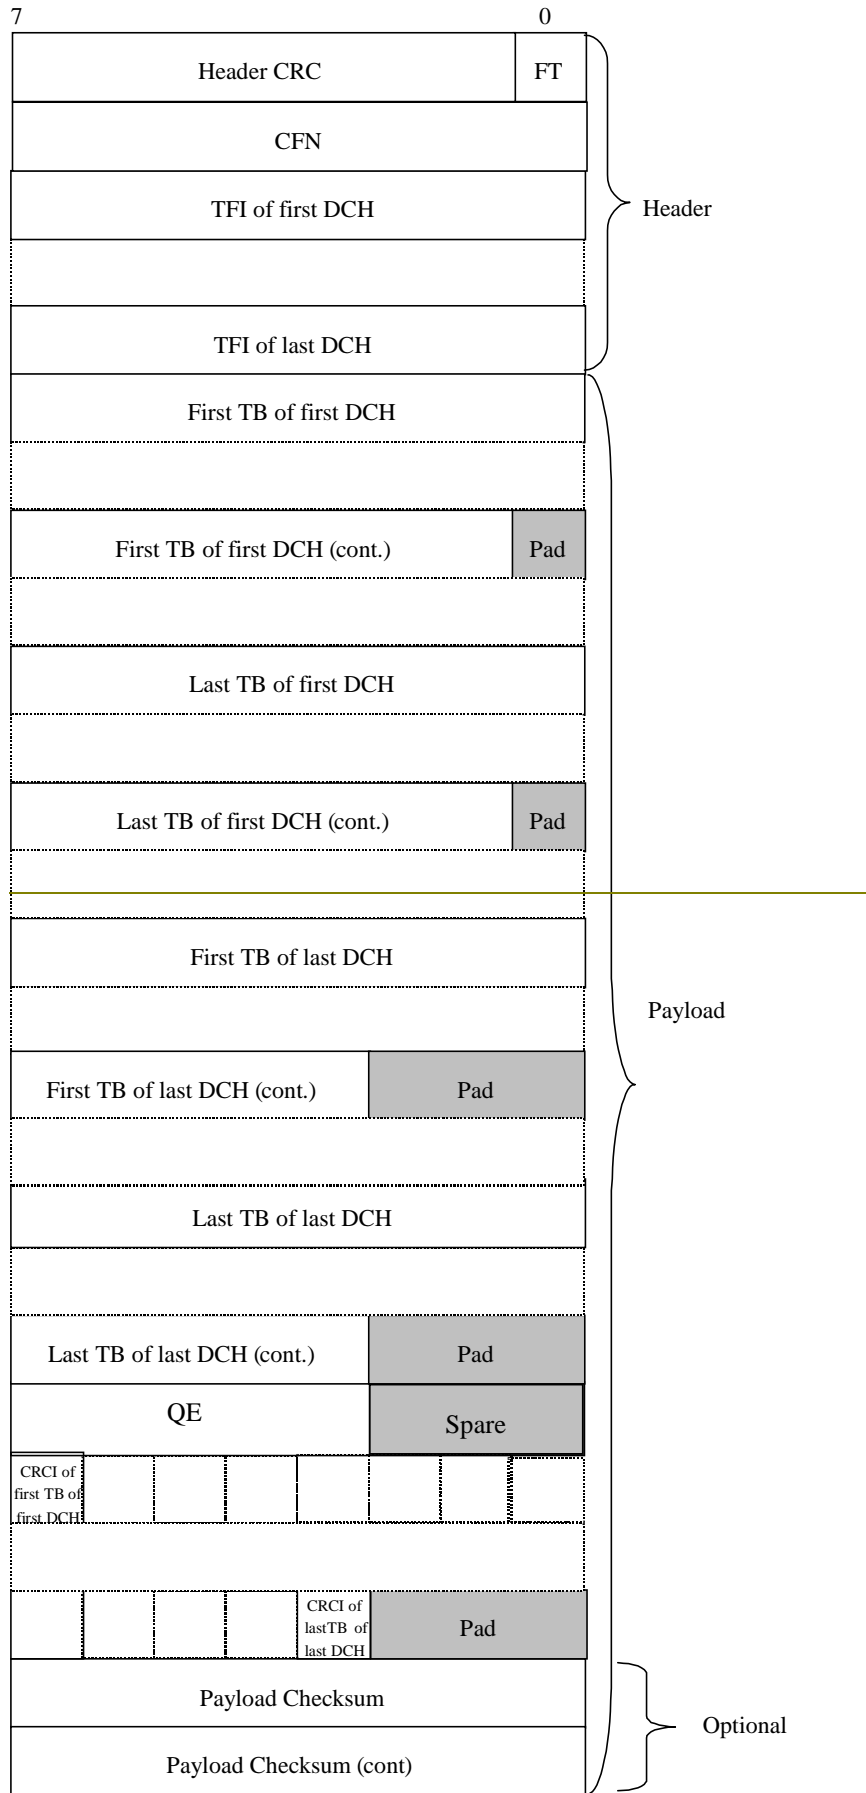 7 0
Header CRC FT
CFN
TFI of first DCH
Header
TFI of last DCH
First TB of first DCH
First TB of first DCH (cont.) Pad
Last TB of first DCH
Last TB of first DCH (cont.) Pad
First TB of last DCH
Payload
First TB of last DCH (cont.) Pad
Last TB of last DCH
Last TB of last DCH (cont.) Pad
QE Spare
CRCI of
first TB of
first DCH
CRCI of
lastTB of
last DCH
Pad
Payload Checksum
Optional
Payload Checksum (cont)